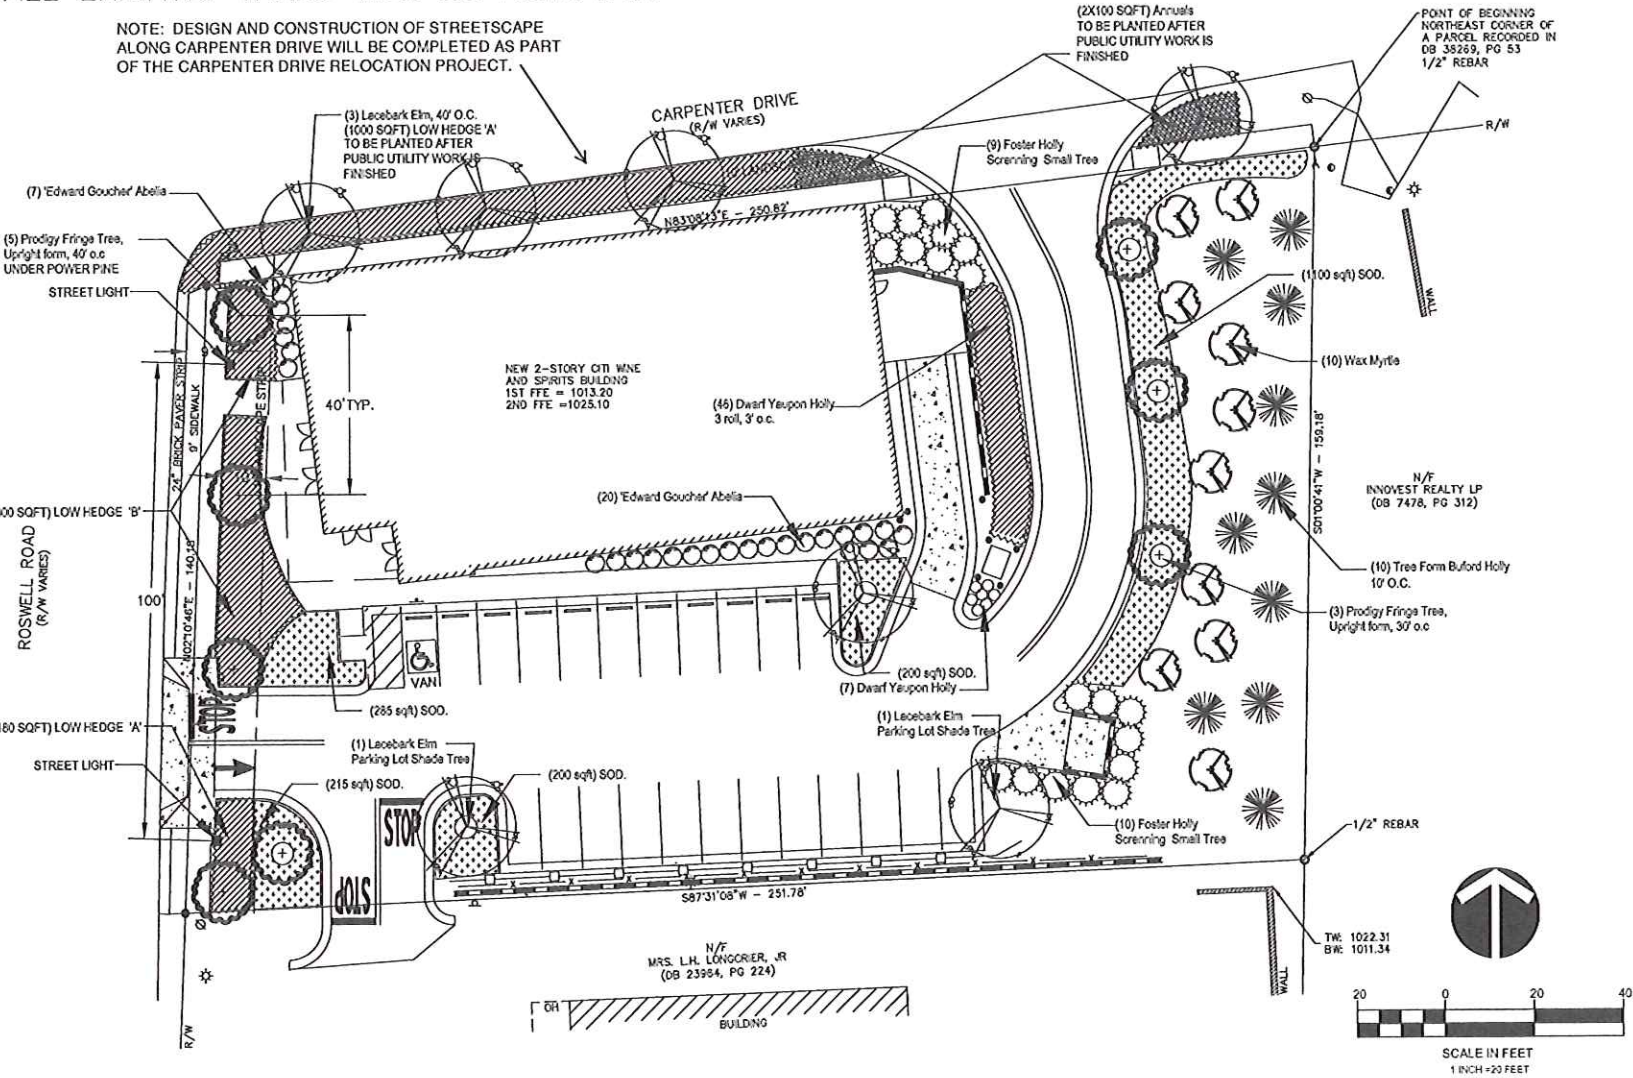 NOTE: DESIGN AND CONSTRUCTION OF STREETSCAPE
ALONG CARPENTER DRIVE WILL BE COMPLETED AS PART
OF THE CARPENTER DRIVE RELOCATION PROJECT.
(2X100 SQFT) Annuals
TO BE PLANTED AFTER
PUBLIC UTILITY WORK IS
FINISHED
POINT OF BEGINNING
NORTHEAST CORNER OF
A PARCEL RECORDED IN
DB 38269, PG 53
1/2" REBAR
R/W
CARPENTER DRIVE
(R/W VARIES)
(3) Lacebark Elm, 40' O.C.
(1000 SQFT) LOW HEDGE 'A'
TO BE PLANTED AFTER
PUBLIC UTILITY WORK IS
FINISHED
(9) Foster Holly
Screnning Small Tree
(7) 'Edward Goucher' Abelia
(5) Prodigy Fringe Tree,
Upright form, 40' o.c
UNDER POWER PINE
STREET LIGHT
N83°08'13"E - 250.82'
(1100 sqft) SOD.
WALL
(10) Wax Myrtle
NEW 2-STORY CITI WINE
AND SPIRITS BUILDING
1ST FFE = 1013.20
2ND FFE =1025.10
40' TYP.
(46) Dwarf Yaupon Holly
3 roll, 3' o.c.
24" BRICK PAVER STRIP
9' SIDEWALK
S01°00'41"W - 159.18'
N/F
INNOVEST REALTY LP
(DB 7478, PG 312)
(20) 'Edward Goucher' Abelia
00 SQFT) LOW HEDGE 'B'
ROSWELL ROAD
(R/W VARIES)
100'
N02°10'46"E - 140.18'
(10) Tree Form Buford Holly
10' O.C.
(3) Prodigy Fringe Tree,
Upright form, 30' o.c
VAN
(200 sqft) SOD.
(7) Dwarf Yaupon Holly
(285 sqft) SOD.
STOP
180 SQFT) LOW HEDGE 'A'
(1) Lacebark Elm
Parking Lot Shade Tree
(1) Lacebark Elm
Parking Lot Shade Tree
STREET LIGHT
(215 sqft) SOD.
(200 sqft) SOD.
STOP
STOP
(10) Foster Holly
Screnning Small Tree
1/2" REBAR
S87°31'08"W - 251.78'
N/F
MRS. L.H. LONGCRIER, JR
(DB 23964, PG 224)
TW: 1022.31
BW: 1011.34
WALL
OH
BUILDING
R/W
20 0 20 40
SCALE IN FEET
1 INCH =20 FEET